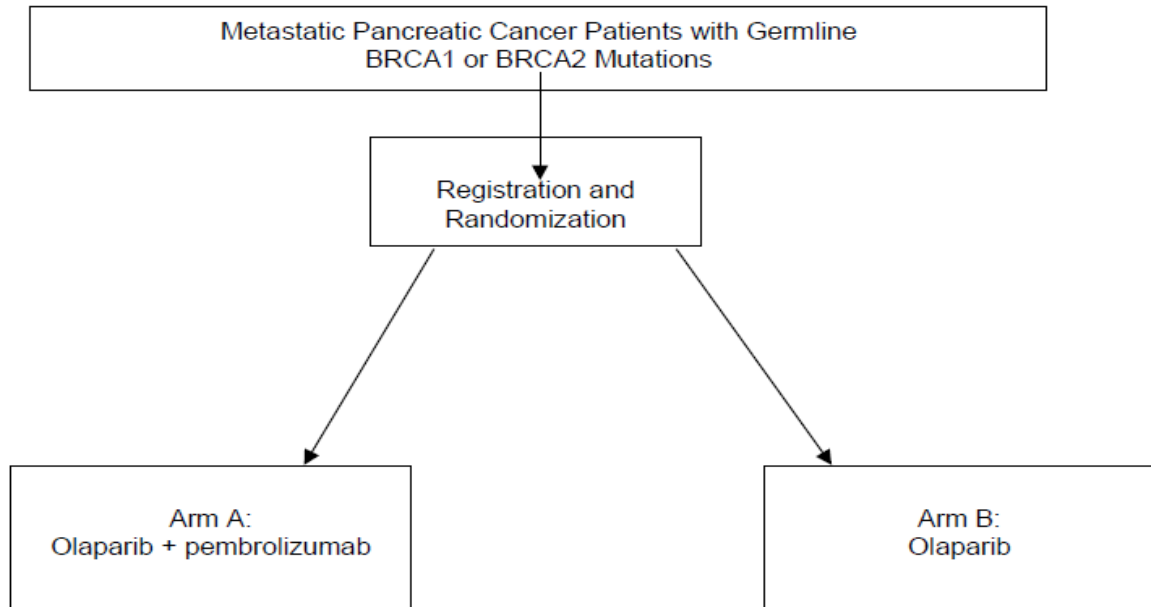 Metastatic Pancreatic Cancer Patients with Germline
BRCA1 or BRCA2 Mutations
Registration and
Randomization
Arm A:
Olaparib + pembrolizumab
Arm B:
Olaparib